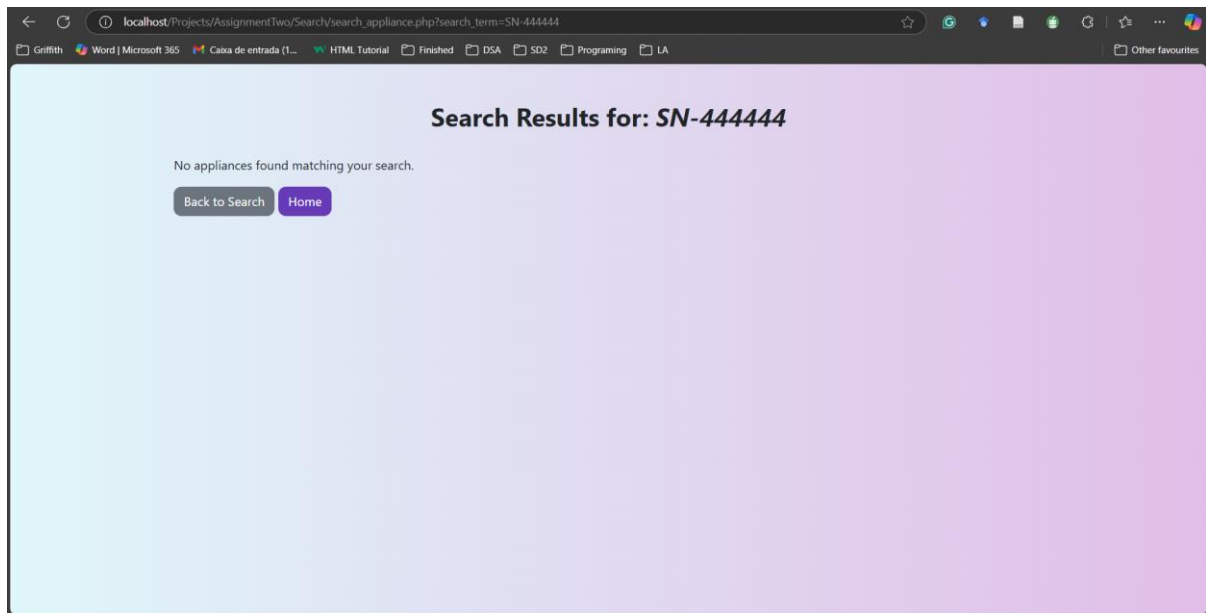 localhost/Projects/AssignmentTwo/Search/search_appliance.php?search_term=SN-444444
Griffith Word | Microsoft 365 Caixa de entrada (1... HTML Tutorial Finished DSA SD2 Programing LA Other favourites
Search Results for: SN-444444
No appliances found matching your search.
Back to Search Home